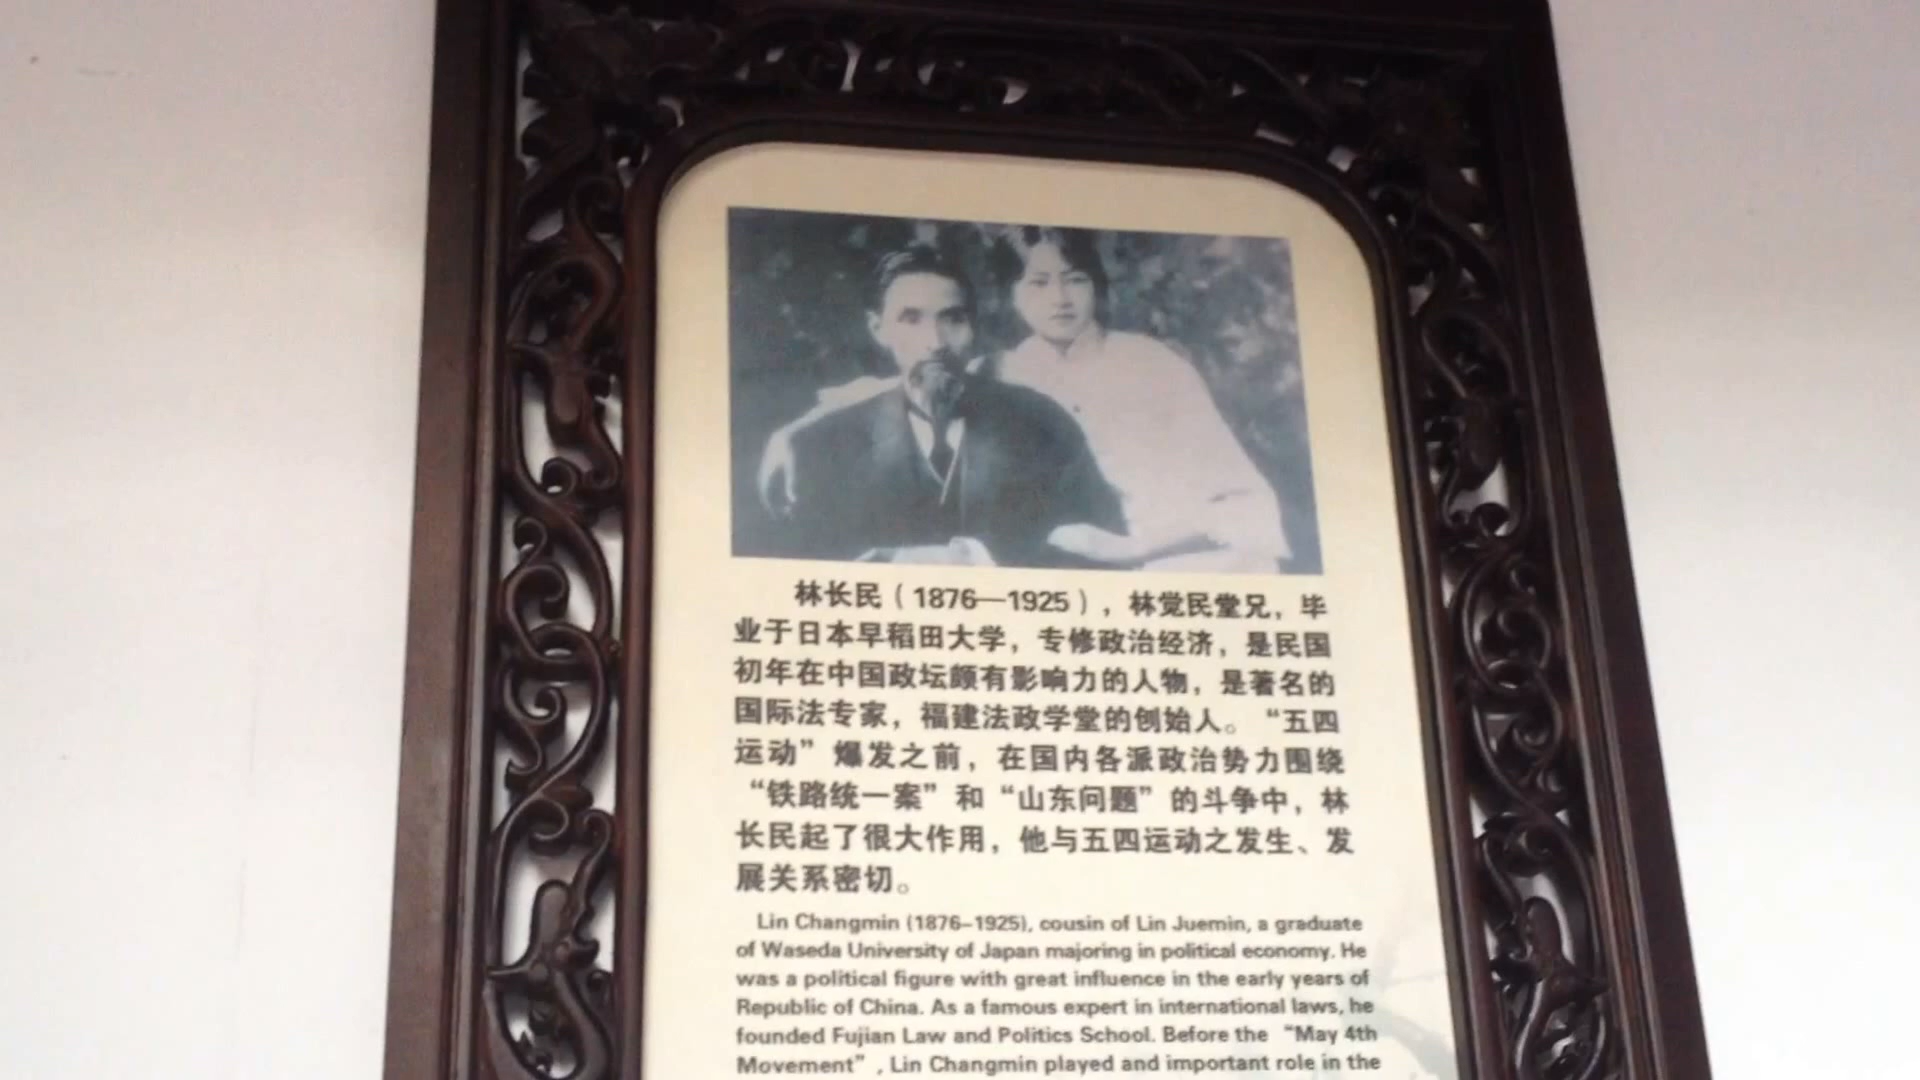 林长民（1876—1925），林觉民堂兄，毕
业于日本早稻田大学，专修政治经济，是民国
初年在中国政坛颇有影响力的人物，是著名的
国际法专家，福建法政学堂的创始人。“五四
运动”爆发之前，在国内各派政治势力围绕
“铁路统一案”和“山东问题”的斗争中，林
长民起了很大作用，他与五四运动之发生、发
展关系密切。
Lin Changmin (1876-1925), cousin of Lin Juemin, a graduate
of Waseda University of Japan majoring in political economy. He
was a political figure with great influence in the early years of
Republic of China. As a famous expert in international laws, he
founded Fujian Law and Politics School. Before the “May 4th
Movement”, Lin Changmin played and important role in the